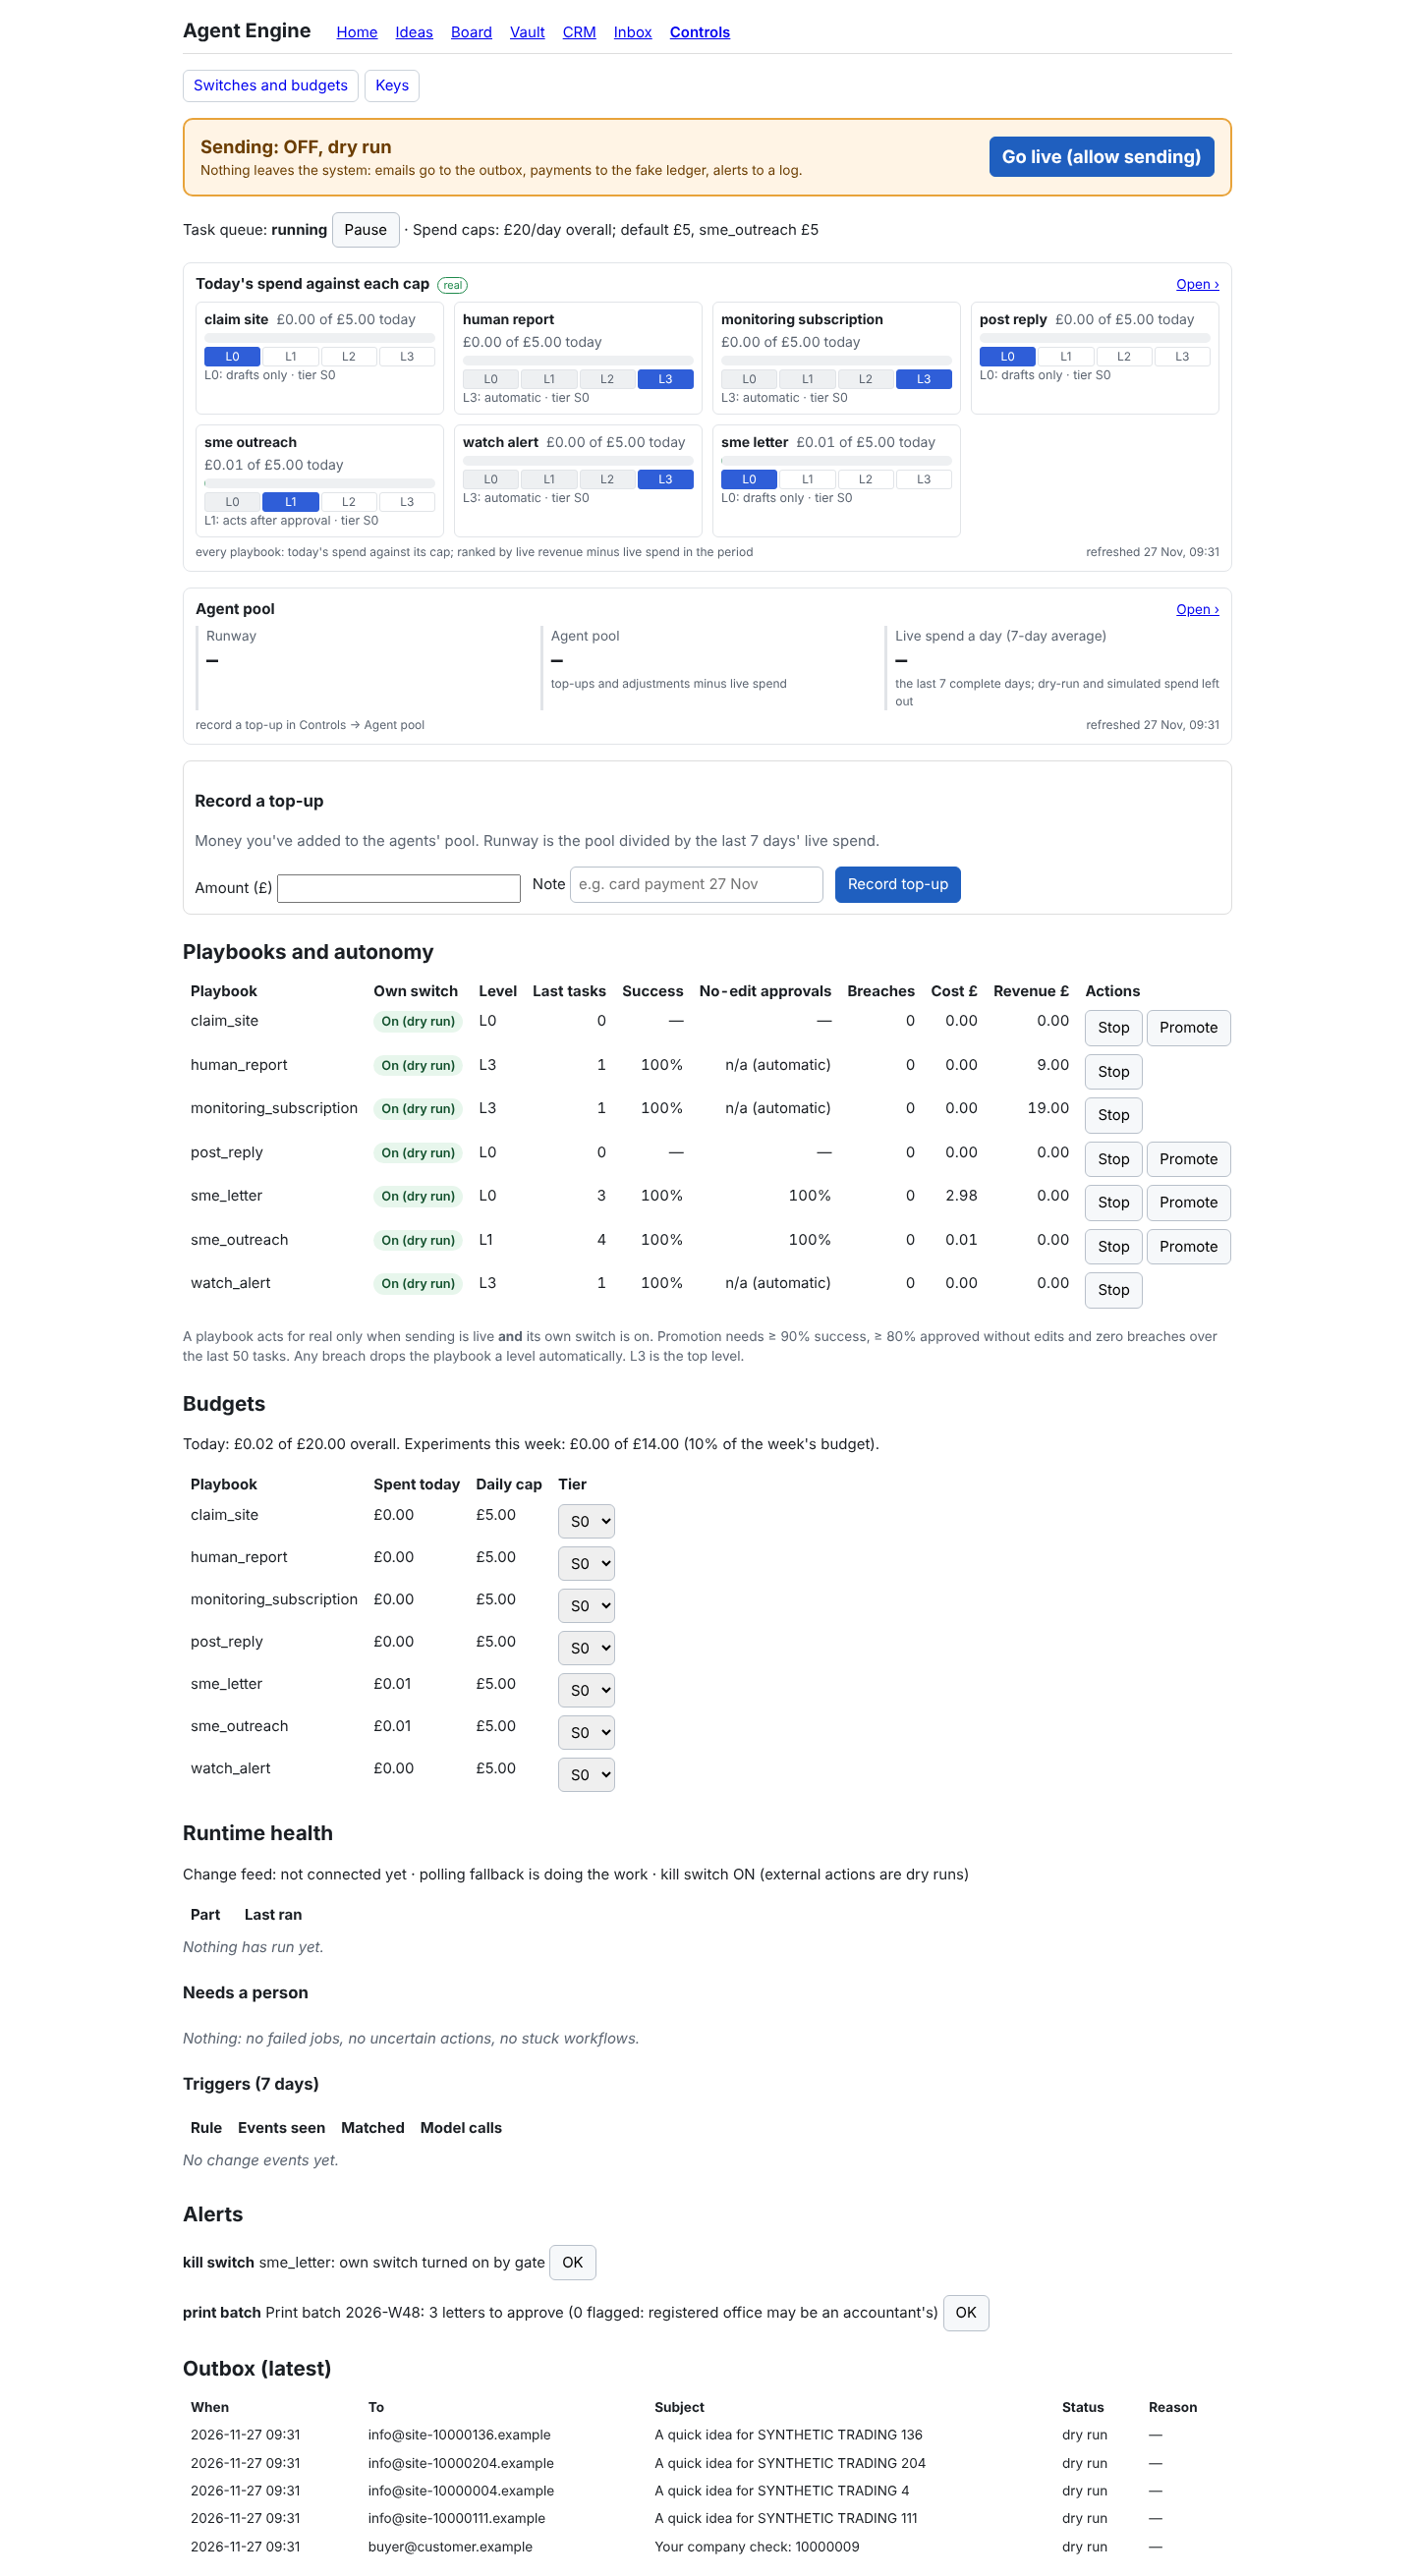 Agent Engine Home Ideas Board Vault CRM Inbox Controls
Switches and budgets Keys
Sending: OFF, dry run
Nothing leaves the system: emails go to the outbox, payments to the fake ledger, alerts to a log.
Go live (allow sending)
Task queue: running Pause · Spend caps: £20/day overall; default £5, sme_outreach £5
Today's spend against each cap real Open ›
claim site £0.00 of £5.00 today
L0 L1 L2 L3
L0: drafts only · tier S0
human report
£0.00 of £5.00 today
L0 L1 L2 L3
L3: automatic · tier S0
monitoring subscription
£0.00 of £5.00 today
L0 L1 L2 L3
L3: automatic · tier S0
post reply £0.00 of £5.00 today
L0 L1 L2 L3
L0: drafts only · tier S0
sme outreach
£0.01 of £5.00 today
L0 L1 L2 L3
L1: acts after approval · tier S0
watch alert £0.00 of £5.00 today
L0 L1 L2 L3
L3: automatic · tier S0
sme letter £0.01 of £5.00 today
L0 L1 L2 L3
L0: drafts only · tier S0
every playbook: today's spend against its cap; ranked by live revenue minus live spend in the period refreshed 27 Nov, 09:31
Agent pool Open ›
Runway
–
Agent pool
–
top-ups and adjustments minus live spend
Live spend a day (7-day average)
–
the last 7 complete days; dry-run and simulated spend left
out
record a top-up in Controls → Agent pool refreshed 27 Nov, 09:31
Record a top-up
Money you've added to the agents' pool. Runway is the pool divided by the last 7 days' live spend.
Amount (£) Note e.g. card payment 27 Nov Record top-up
Playbooks and autonomy
Playbook Own switch Level Last tasks Success No-edit approvals Breaches Cost £ Revenue £ Actions
claim_site On (dry run) L0 0 — — 0 0.00 0.00 Stop Promote
human_report On (dry run) L3 1 100% n/a (automatic) 0 0.00 9.00 Stop
monitoring_subscription On (dry run) L3 1 100% n/a (automatic) 0 0.00 19.00 Stop
post_reply On (dry run) L0 0 — — 0 0.00 0.00 Stop Promote
sme_letter On (dry run) L0 3 100% 100% 0 2.98 0.00 Stop Promote
sme_outreach On (dry run) L1 4 100% 100% 0 0.01 0.00 Stop Promote
watch_alert On (dry run) L3 1 100% n/a (automatic) 0 0.00 0.00 Stop
A playbook acts for real only when sending is live and its own switch is on. Promotion needs ≥ 90% success, ≥ 80% approved without edits and zero breaches over
the last 50 tasks. Any breach drops the playbook a level automatically. L3 is the top level.
Budgets
Today: £0.02 of £20.00 overall. Experiments this week: £0.00 of £14.00 (10% of the week's budget).
Playbook Spent today Daily cap Tier
claim_site £0.00 £5.00 S0
human_report £0.00 £5.00 S0
monitoring_subscription £0.00 £5.00 S0
post_reply £0.00 £5.00 S0
sme_letter £0.01 £5.00 S0
sme_outreach £0.01 £5.00 S0
watch_alert £0.00 £5.00 S0
Runtime health
Change feed: not connected yet · polling fallback is doing the work · kill switch ON (external actions are dry runs)
Part Last ran
Nothing has run yet.
Needs a person
Nothing: no failed jobs, no uncertain actions, no stuck workflows.
Triggers (7 days)
Rule Events seen Matched Model calls
No change events yet.
Alerts
kill switch sme_letter: own switch turned on by gate OK
print batch Print batch 2026-W48: 3 letters to approve (0 flagged: registered office may be an accountant's) OK
Outbox (latest)
When To Subject Status Reason
2026-11-27 09:31 info@site-10000136.example A quick idea for SYNTHETIC TRADING 136 dry run —
2026-11-27 09:31 info@site-10000204.example A quick idea for SYNTHETIC TRADING 204 dry run —
2026-11-27 09:31 info@site-10000004.example A quick idea for SYNTHETIC TRADING 4 dry run —
2026-11-27 09:31 info@site-10000111.example A quick idea for SYNTHETIC TRADING 111 dry run —
2026-11-27 09:31 buyer@customer.example Your company check: 10000009 dry run —